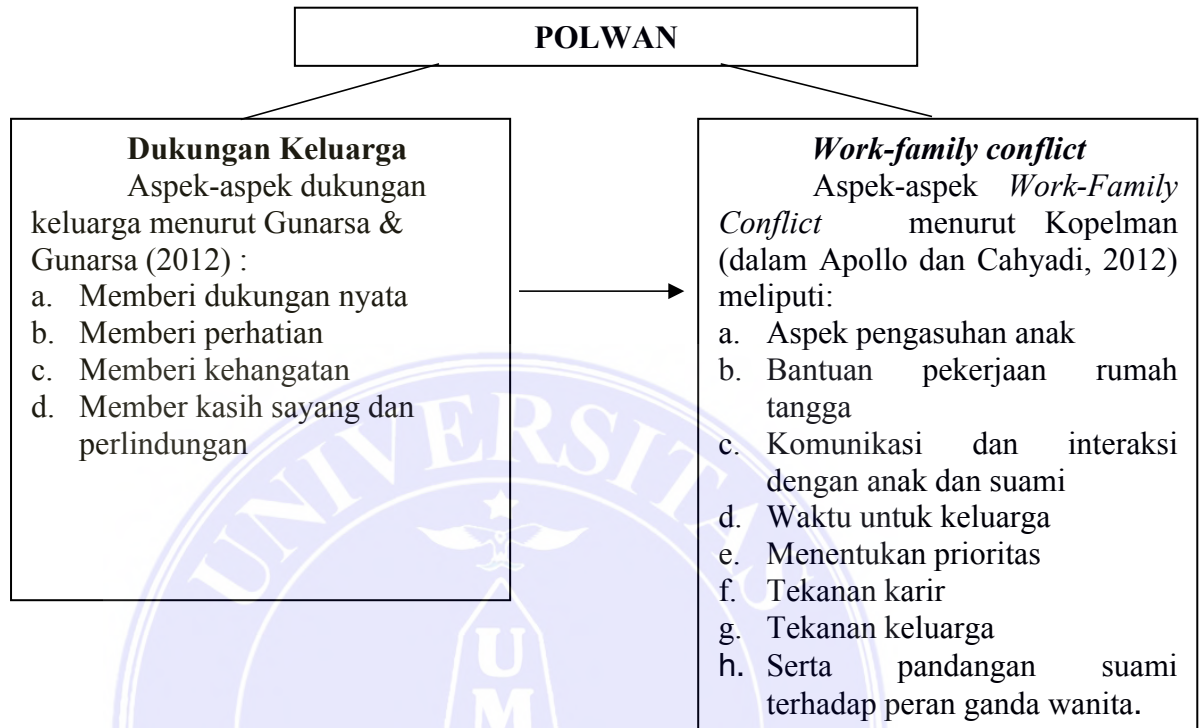 POLWAN
Dukungan Keluarga
Aspek-aspek dukungan
keluarga menurut Gunarsa &
Gunarsa (2012) :
a. Memberi dukungan nyata
b. Memberi perhatian
c. Memberi kehangatan
d. Member kasih sayang dan
perlindungan
Work-family conflict
Aspek-aspek Work-Family
Conflict menurut Kopelman
(dalam Apollo dan Cahyadi, 2012)
meliputi:
a. Aspek pengasuhan anak
b. Bantuan pekerjaan rumah
tangga
c. Komunikasi dan interaksi
dengan anak dan suami
d. Waktu untuk keluarga
e. Menentukan prioritas
f. Tekanan karir
g. Tekanan keluarga
h. Serta pandangan suami
terhadap peran ganda wanita.
UNIVERSITAS
U
M